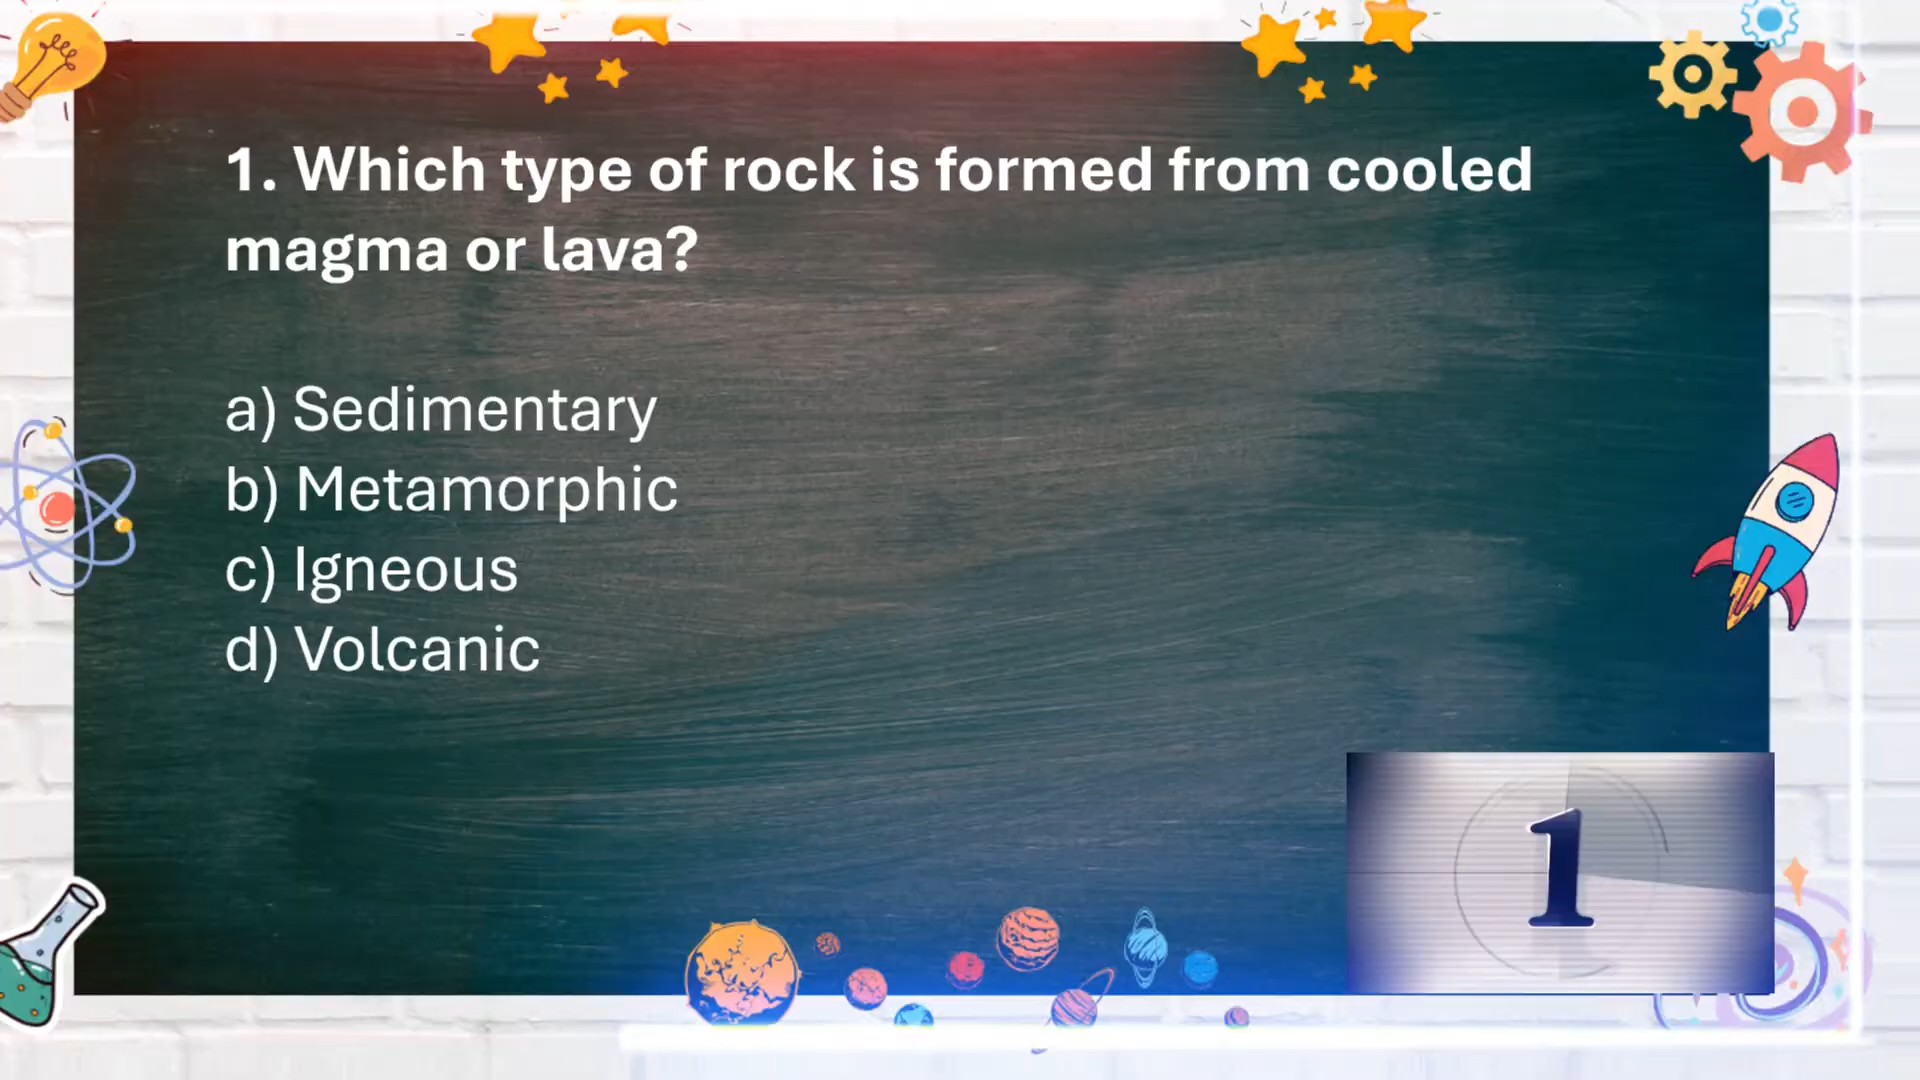 1. Which type of rock is formed from cooled
magma or lava?
a) Sedimentary
b) Metamorphic
c) Igneous
d) Volcanic
1